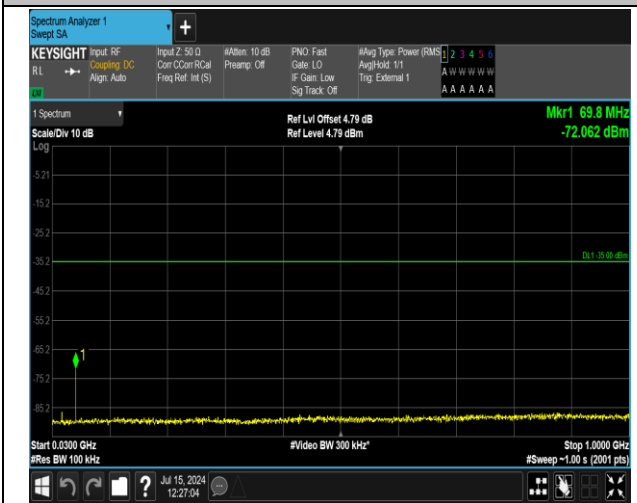 Spectrum Analyzer 1
Swept SA
+
KEYSIGHT Input: RF Input Z: 50 Ω #Atten: 10 dB PNO: Fast #Avg Type: Power (RMS 1 2 3 4 5 6
RL Coupling: DC Corr CCorr RCal Preamp: Off Gate: LO Avg|Hold: 1/1 A W W W W W
Align: Auto Freq Ref: Int (S) IF Gain: Low Trig: External 1
Sig Track: Off A A A A A A
1 Spectrum Ref Lvl Offset 4.79 dB Mkr1 69.8 MHz
Scale/Div 10 dB Ref Level 4.79 dBm -72.062 dBm
Log
-5.21
-15.2
-25.2
-35.2 DL1 -35.00 dBm
-45.2
-55.2
-65.2
1
-75.2
-85.2
Start 0.0300 GHz #Video BW 300 kHz* Stop 1.0000 GHz
#Res BW 100 kHz #Sweep ~1.00 s (2001 pts)
? Jul 15, 2024
12:27:04